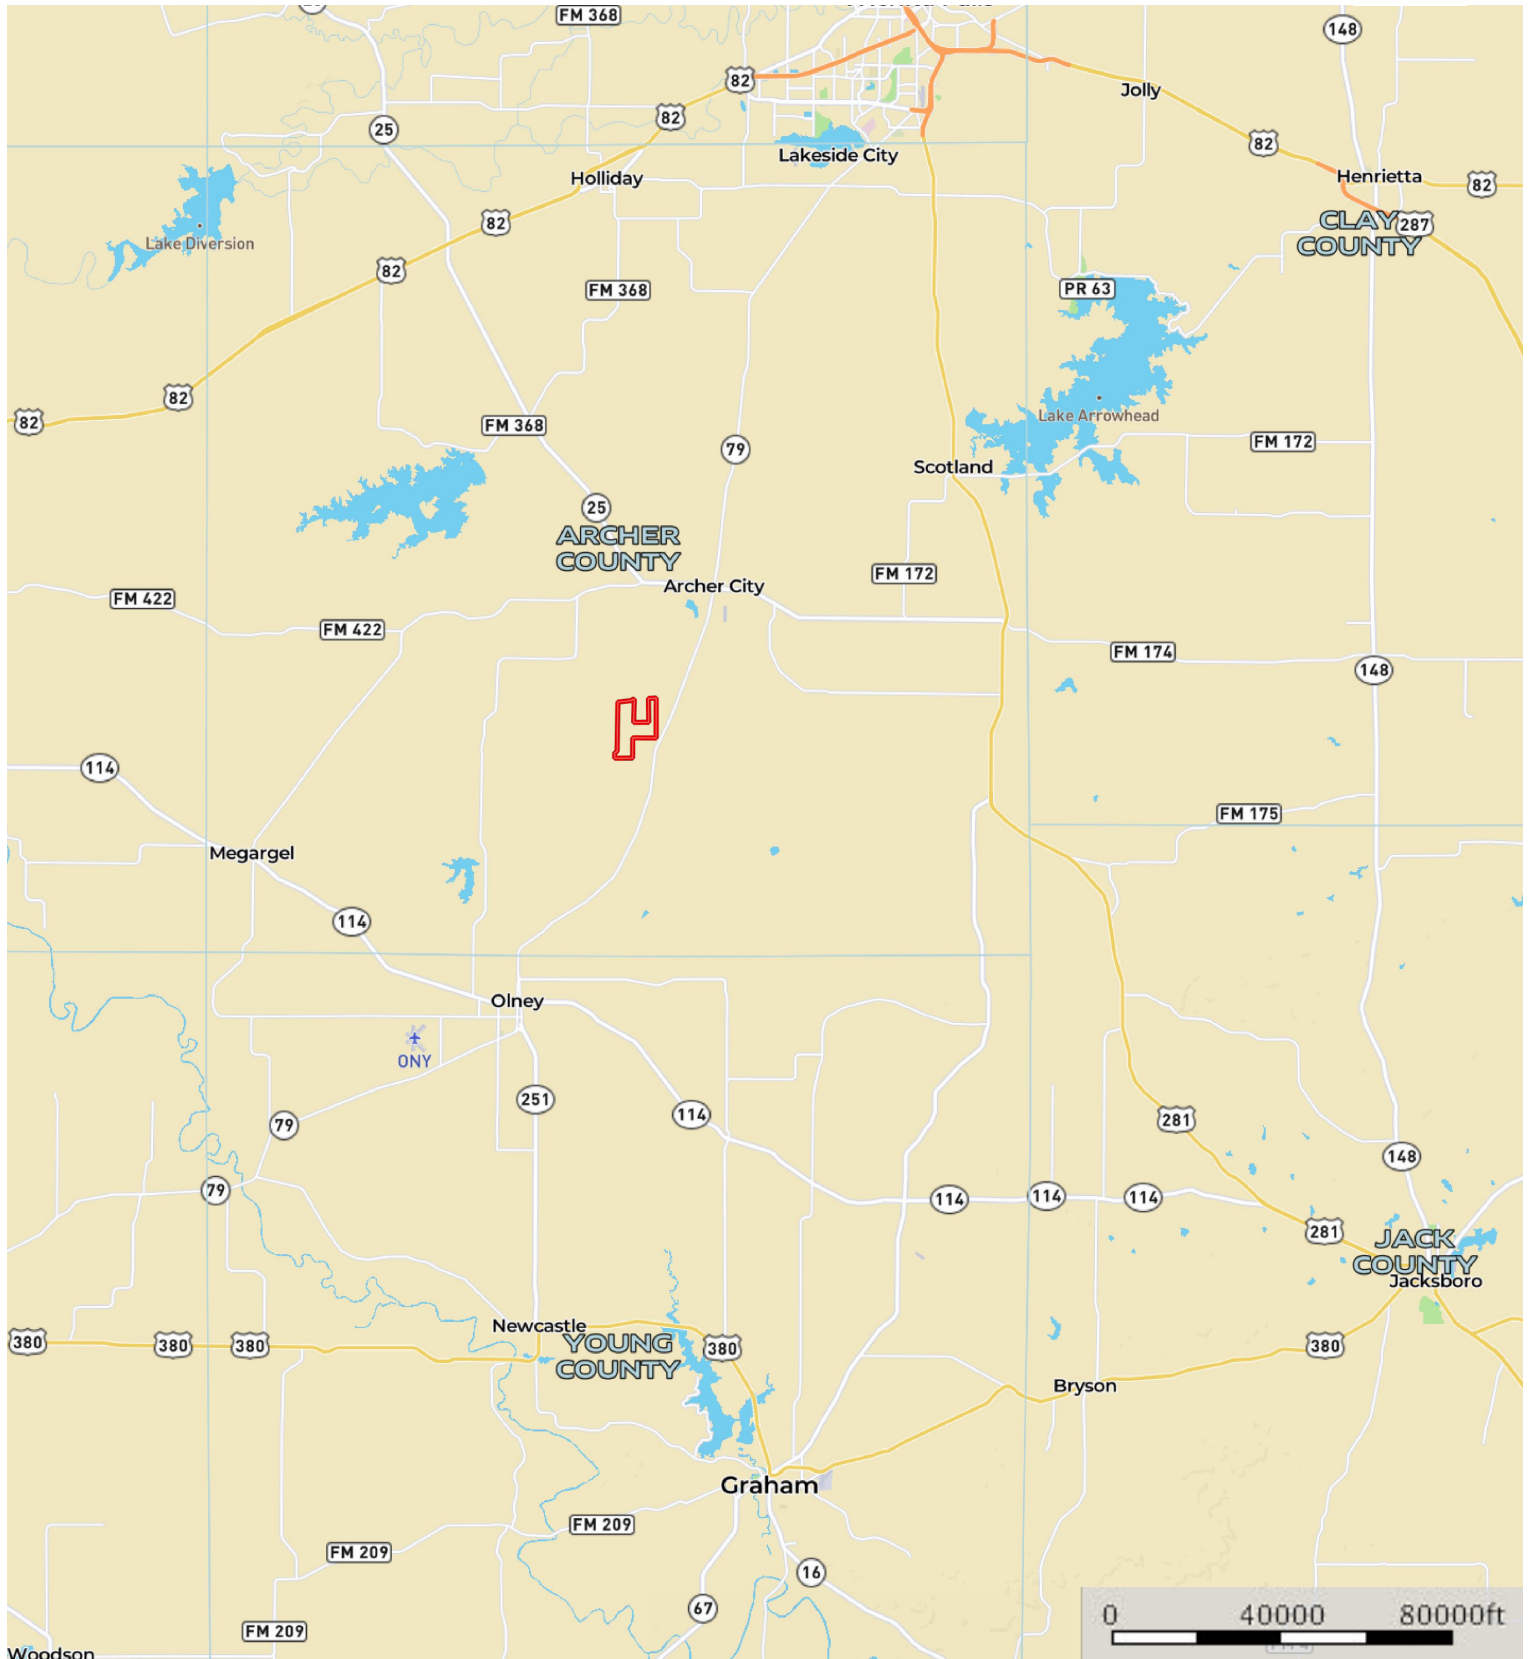 FM 368
148
82
Jolly
82
25
82
Lakeside City
Holliday
Henrietta
82
82
CLAY
COUNTY
287
Lake Diversion
82
FM 368
PR 63
82
82
Lake Arrowhead
FM 368
FM 172
79
Scotland
25
ARCHER
COUNTY
FM 172
Archer City
FM 422
FM 422
FM 174
148
114
FM 175
Megargel
114
Olney
ONY
251
114
281
79
148
79
114
114
114
281
JACK
COUNTY
Jacksboro
Newcastle
380
380
380
YOUNG
COUNTY
380
380
Bryson
Graham
FM 209
FM 209
16
67
FM 209
0 40000 80000ft
Woodson